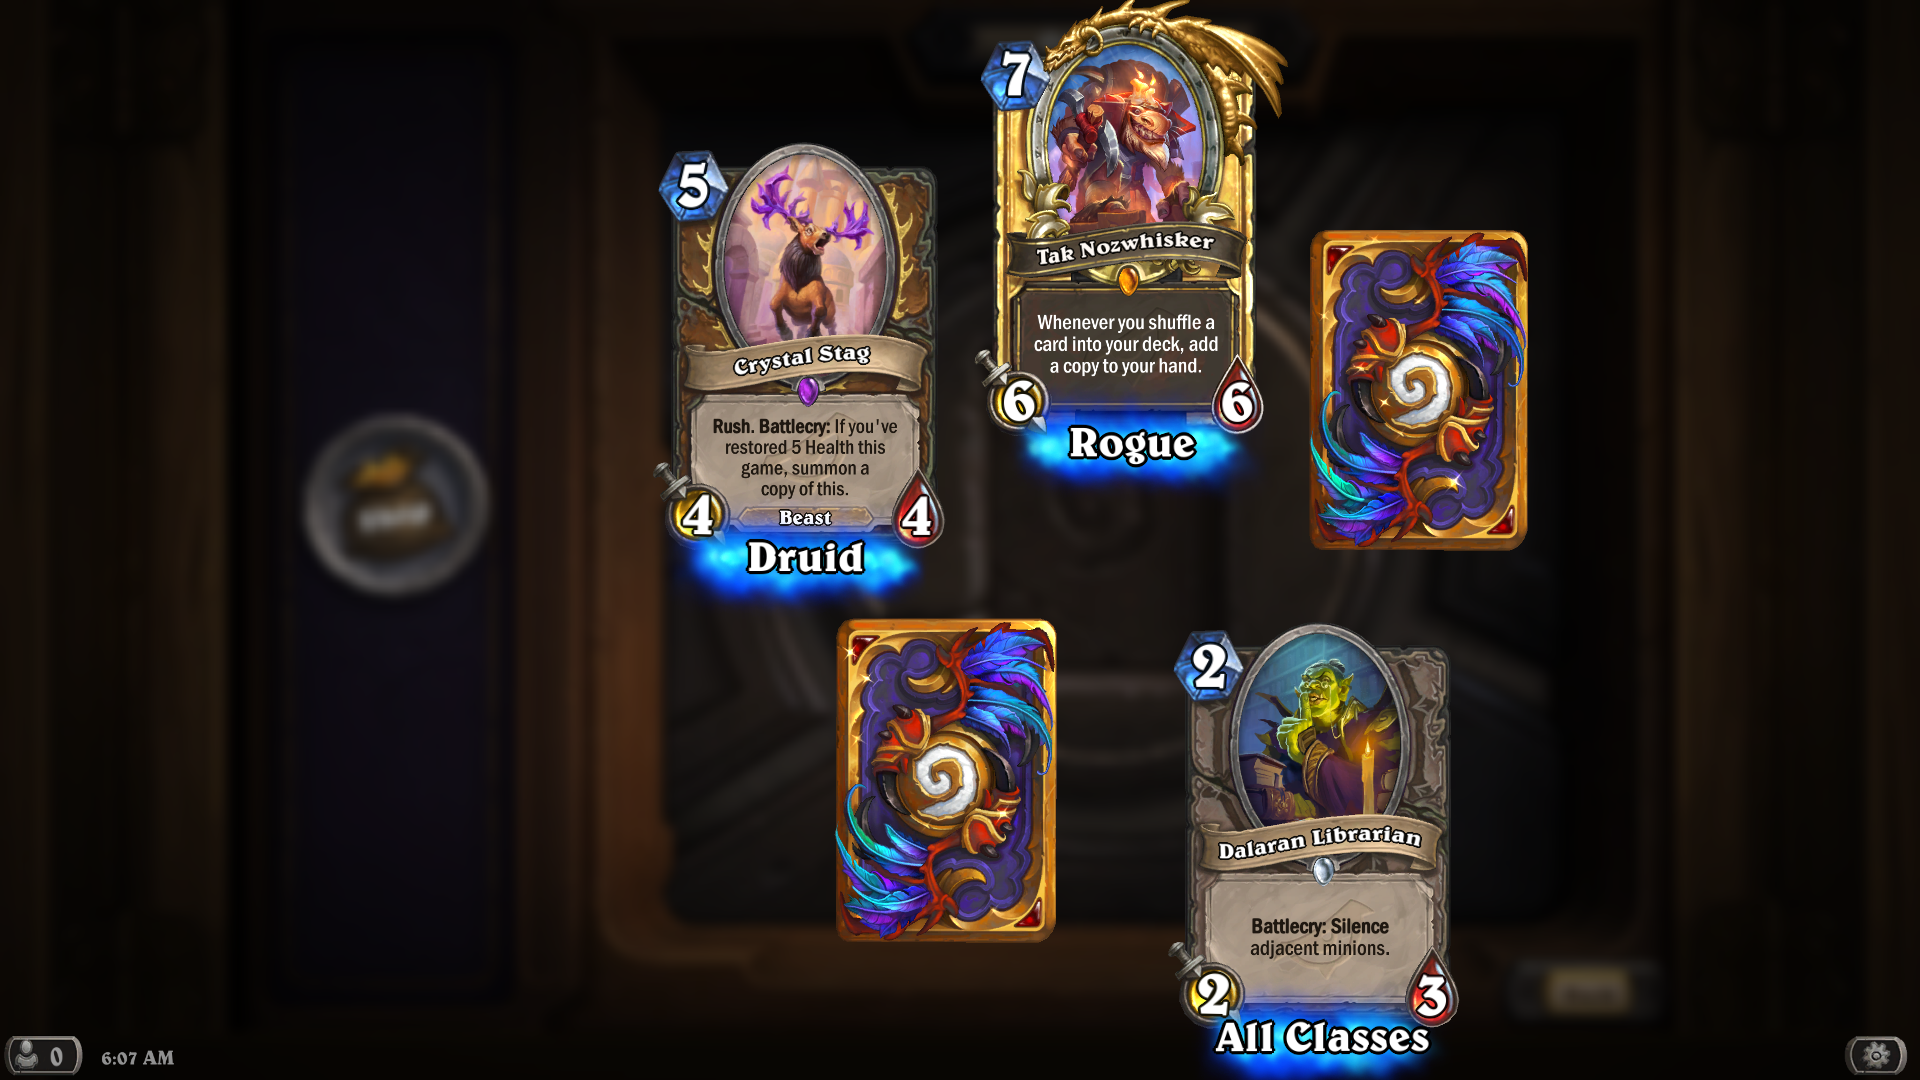 7
Tak Nozwhisker
Whenever you shuffle a
card into your deck, add
a copy to your hand.
6
6
Rogue
5
Crystal Stag
Rush. Battlecry: If you've
restored 5 Health this
game, summon a
copy of this.
4
Beast
4
Druid
2
Dalaran Librarian
Battlecry: Silence
adjacent minions.
2
3
All Classes
0
6:07 AM